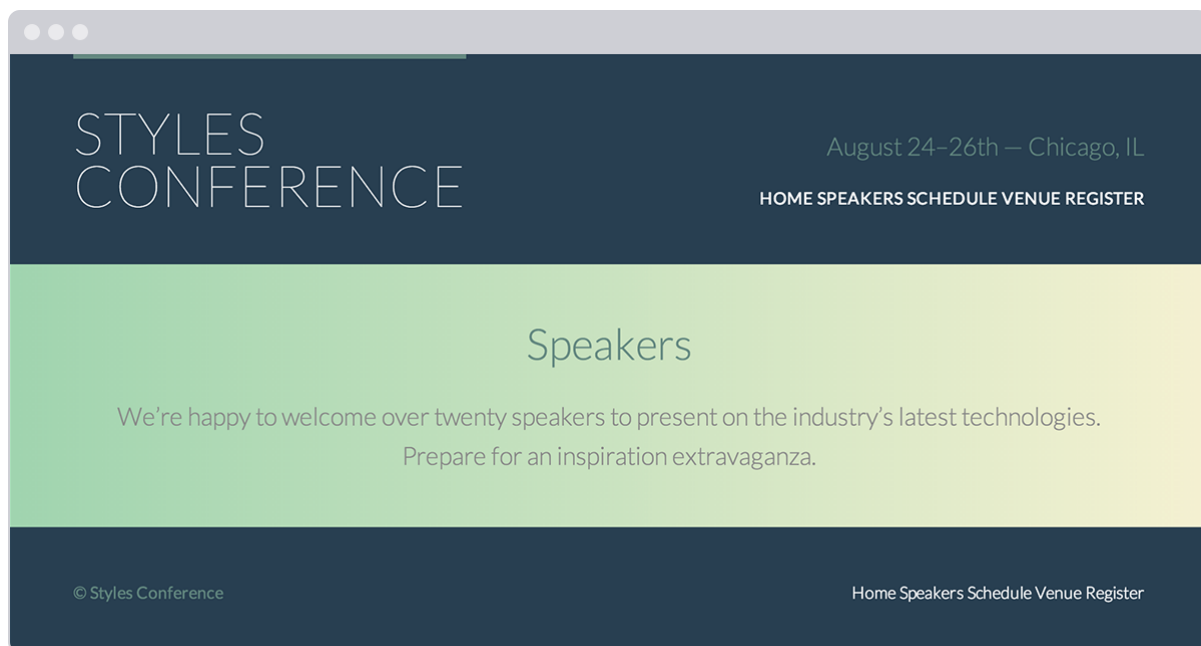 STYLES
CONFERENCE
August 24–26th — Chicago, IL
HOME SPEAKERS SCHEDULE VENUE REGISTER
Speakers
We’re happy to welcome over twenty speakers to present on the industry’s latest technologies.
Prepare for an inspiration extravaganza.
© Styles Conference
Home Speakers Schedule Venue Register